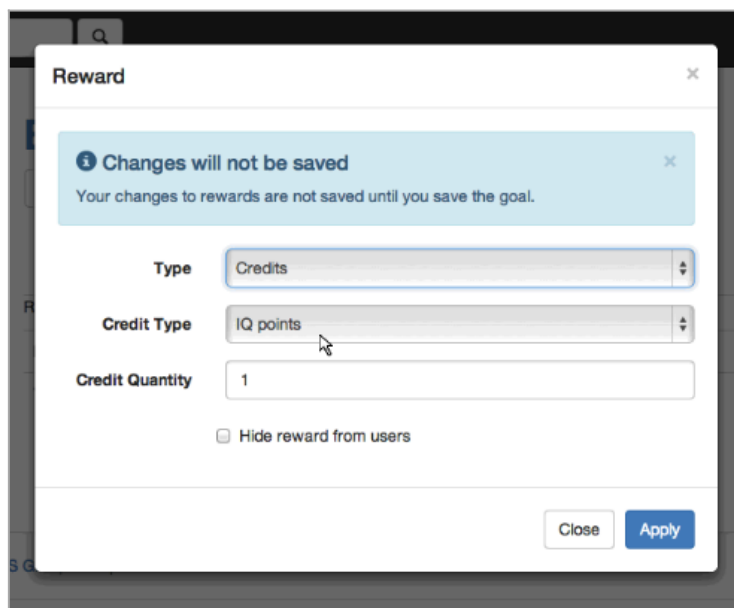 Reward
×
Changes will not be saved
×
Your changes to rewards are not saved until you save the goal.
Type
Credits
Credit Type
IQ points
Credit Quantity
1
Hide reward from users
Close
Apply